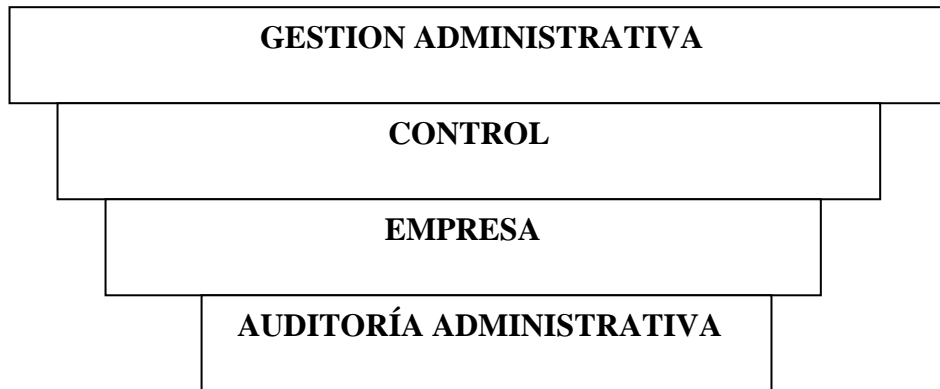 GESTION ADMINISTRATIVA
CONTROL
EMPRESA
AUDITORÍA ADMINISTRATIVA